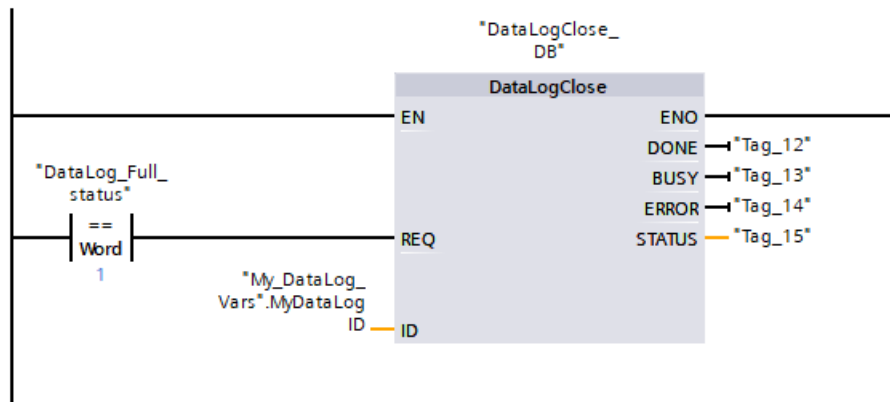 "DataLogClose_
DB"
DataLogClose
EN
ENO
DONE
"Tag_12"
"DataLog_Full_
status"
BUSY
"Tag_13"
ERROR
"Tag_14"
==
Word
1
REQ
STATUS
"Tag_15"
"My_DataLog_
Vars".MyDataLog
ID
ID